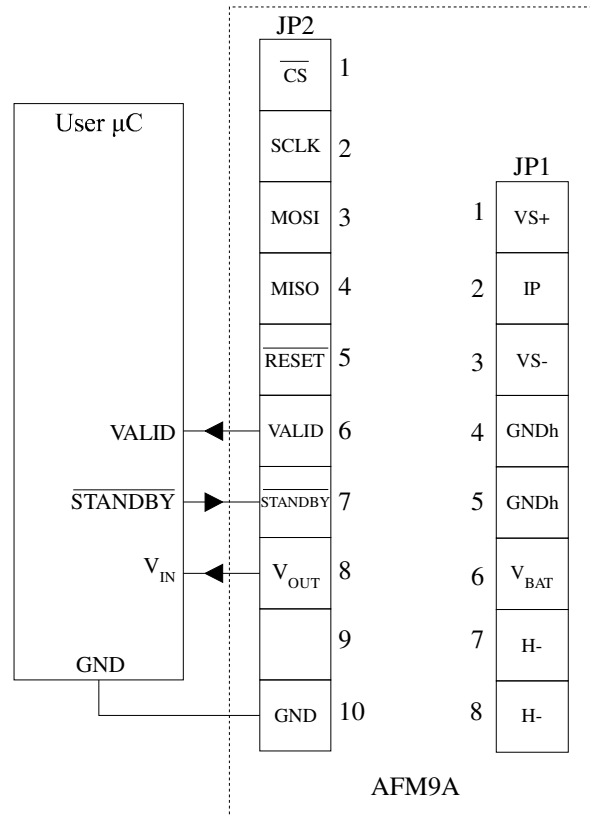 JP2
CS 1
User μC
SCLK 2
JP1
MOSI 3
1 VS+
MISO 4
2 IP
RESET 5
3 VS-
VALID VALID 6
4 GNDh
STANDBY STANDBY 7
5 GNDh
VIN VOUT 8
6 VBAT
9
7 H-
GND
GND 10
8 H-
AFM9A